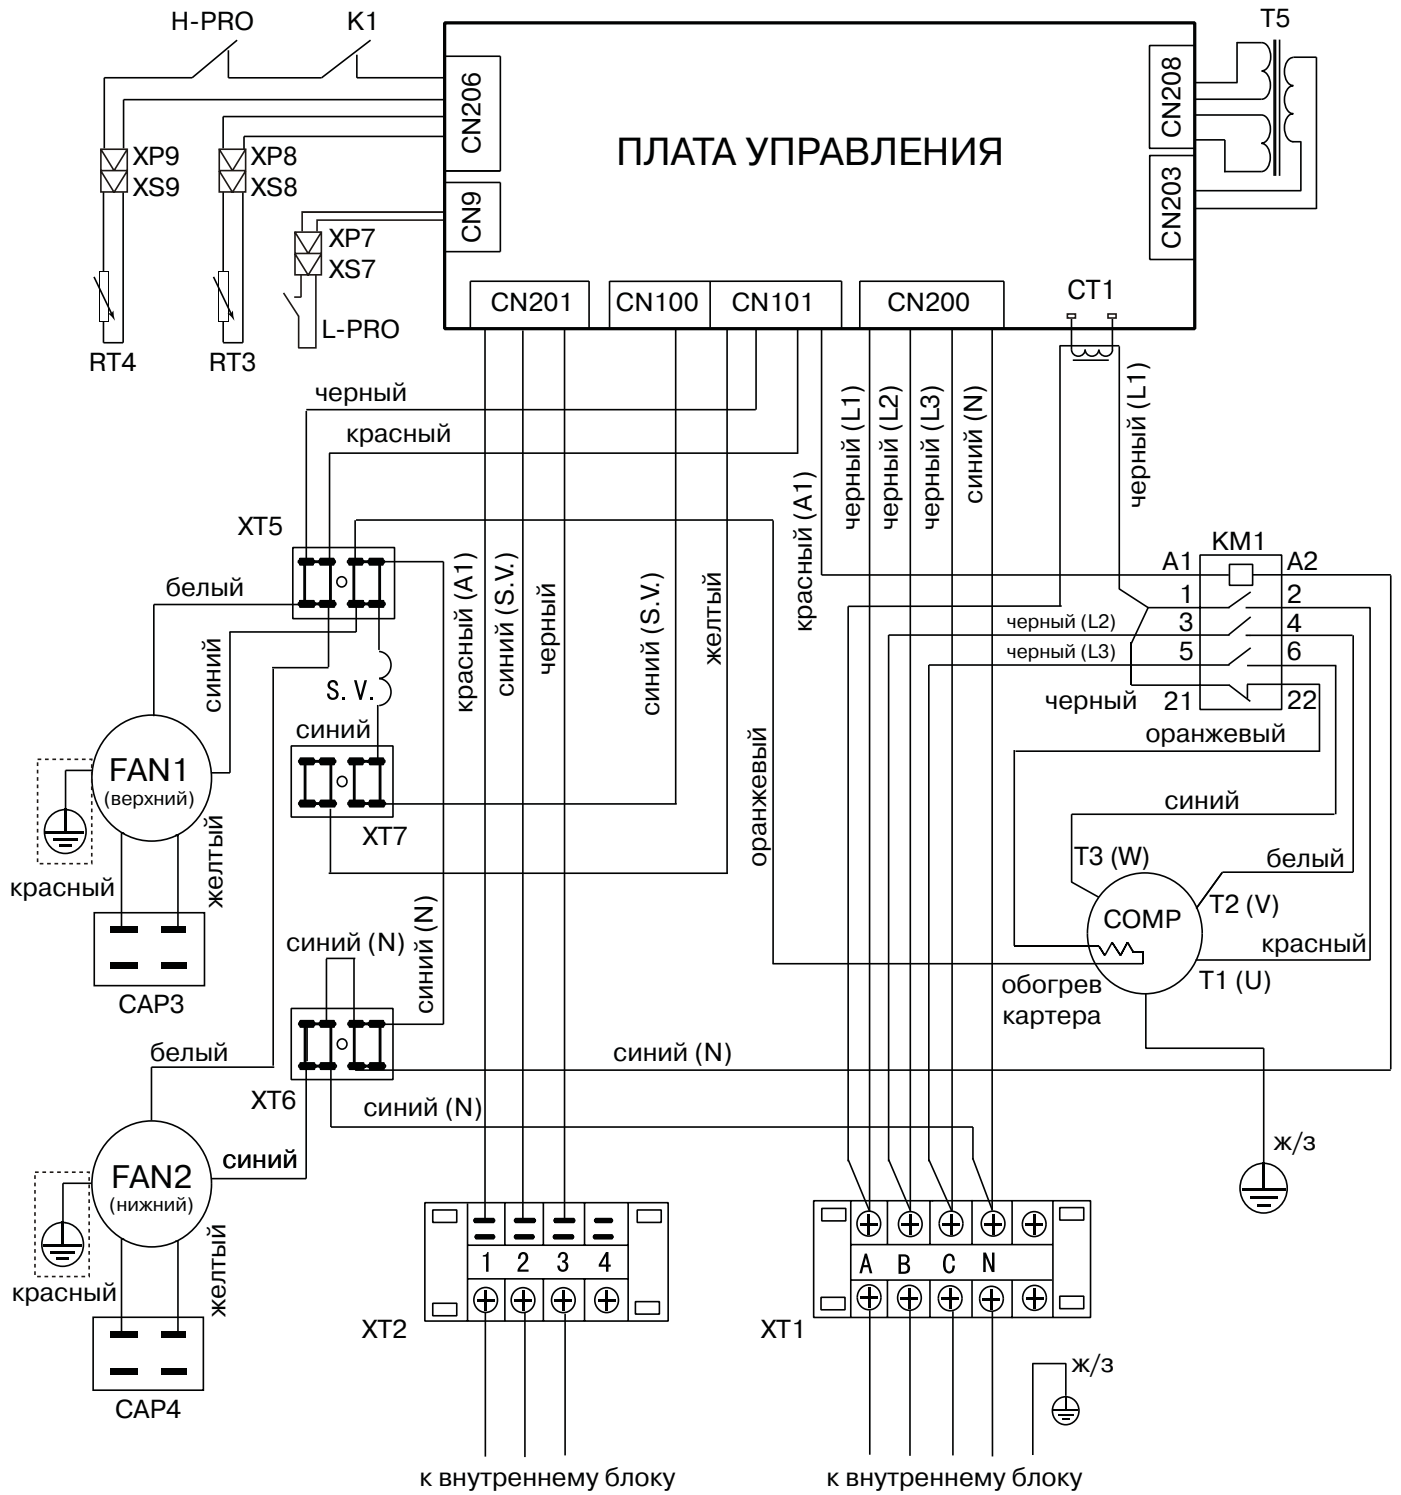 H-PRO
K1
T5
CN206
CN208
ПЛАТА УПРАВЛЕНИЯ
XP9
XS9
XP8
XS8
CN9
CN203
XP7
XS7
L-PRO
CN201
CN100
CN101
CN200
CT1
RT4
RT3
черный
красный
черный (L1)
черный (L2)
черный (L3)
синий (N)
черный (L1)
красный (A1)
XT5
белый
синий
красный (A1)
синий (S.V.)
черный
синий (S.V.)
желтый
KM1
A1
A2
1
2
черный (L2)
3
4
черный (L3)
5
6
черный
21
22
оранжевый
S. V.
синий
FAN1
(верхний)
XT7
оранжевый
синий
желтый
красный
T3 (W)
белый
COMP
T2 (V)
красный
T1 (U)
обогрев
картера
CAP3
синий (N)
синий (N)
белый
синий (N)
XT6
синий (N)
ж/з
FAN2
(нижний)
синий
желтый
красный
1 2 3 4
A B C N
XT2
XT1
ж/з
CAP4
к внутреннему блоку
к внутреннему блоку